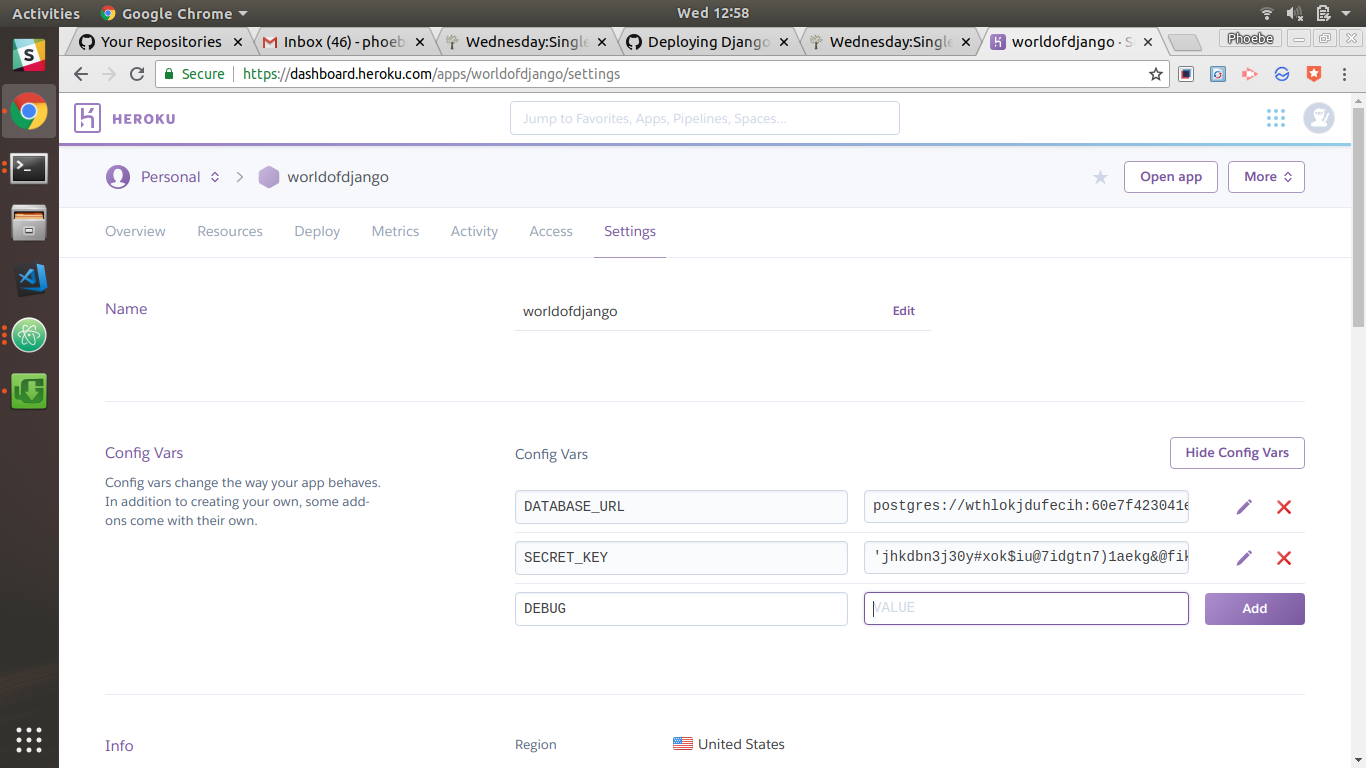 Activities Google Chrome Wed 12:58
Your Repositories Inbox (46) - phoeb Wednesday:Single Deploying Django Wednesday:Single worldofdjango · S Phoebe
Secure https://dashboard.heroku.com/apps/worldofdjango/settings
HEROKU Jump to Favorites, Apps, Pipelines, Spaces...
Personal > worldofdjango Open app More
Overview Resources Deploy Metrics Activity Access Settings
Name worldofdjango Edit
Config Vars Config Vars Hide Config Vars
Config vars change the way your app behaves.
In addition to creating your own, some add-
ons come with their own.
DATABASE_URL postgres://wthlokjdufecih:60e7f423041e
SECRET_KEY 'jhkdbn3j30y#xok$iu@7idgtn7)1aekg&@fik
DEBUG VALUE Add
Info Region United States